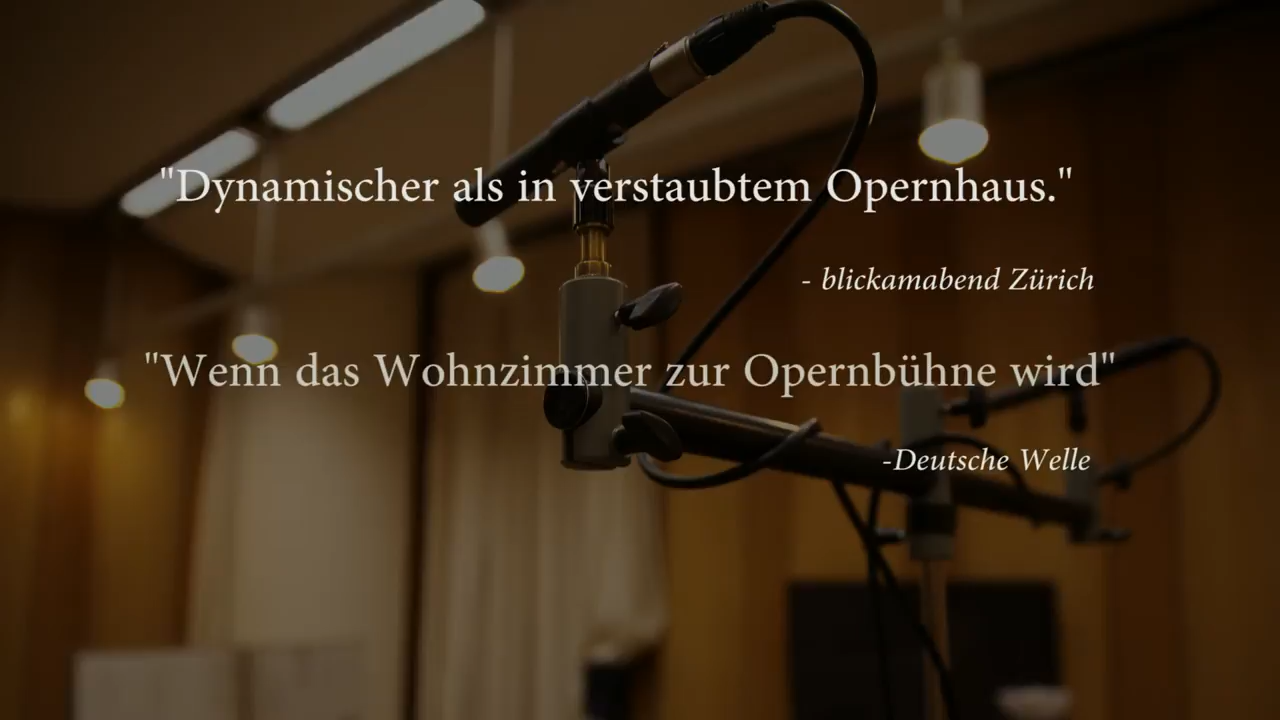 "Dynamischer als in verstaubtem Opernhaus."
- blickamabend Zürich
"Wenn das Wohnzimmer zur Opernbühne wird"
-Deutsche Welle